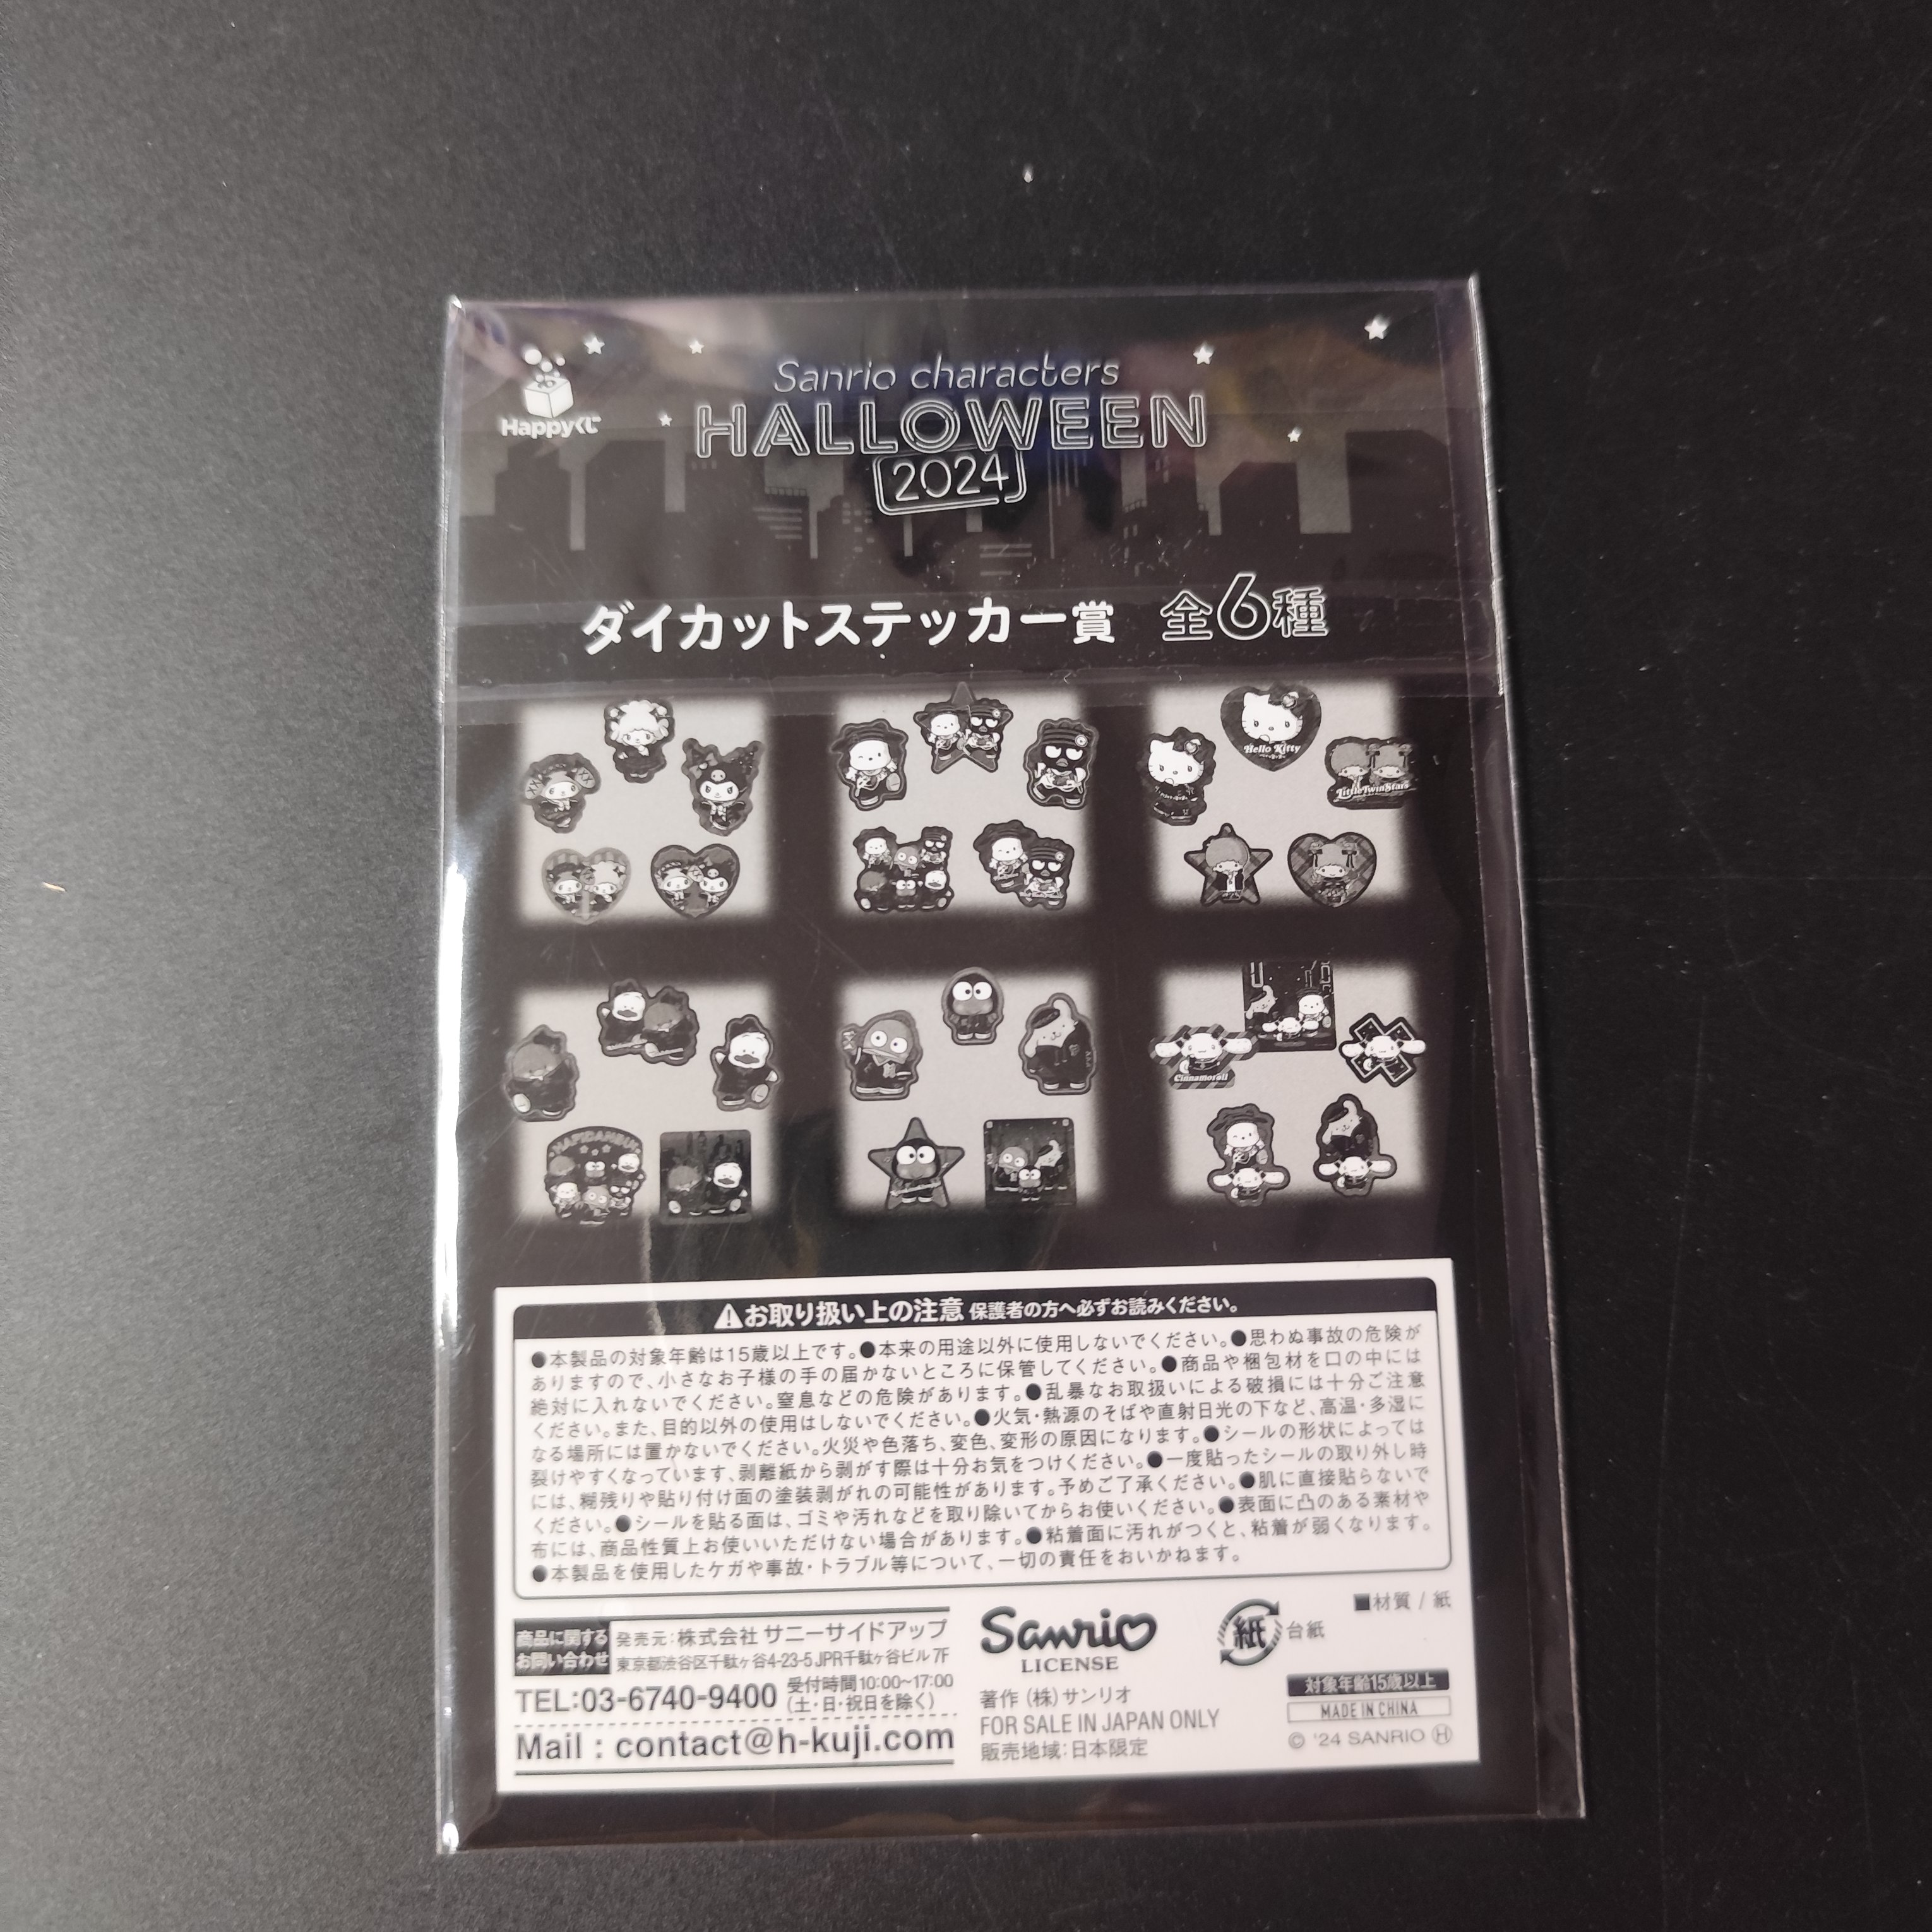 Happyくじ
Sanrio characters
HALLOWEEN
2024
ダイカットステッカー賞 全6種
Hello Kitty
LittleTwinStars
Cinnamoroll
HAPIDANBUI
⚠お取り扱い上の注意 保護者の方へ必ずお読みください。
●本製品の対象年齢は15歳以上です。●本来の用途以外に使用しないでください。●思わぬ事故の危険が
ありますので、小さなお子様の手の届かないところに保管してください。●商品や梱包材を口の中には
絶対に入れないでください。窒息などの危険があります。●乱暴なお取扱いによる破損には十分ご注意
ください。また、目的以外の使用はしないでください。●火気・熱源のそばや直射日光の下など、高温・多湿に
なる場所には置かないでください。火災や色落ち、変色、変形の原因になります。●シールの形状によっては
裂けやすくなっています、剥離紙から剥がす際は十分お気をつけください。●一度貼ったシールの取り外し時
には、糊残りや貼り付け面の塗装剥がれの可能性があります。予めご了承ください。●肌に直接貼らないで
ください。●シールを貼る面は、ゴミや汚れなどを取り除いてからお使いください。●表面に凸のある素材や
布には、商品性質上お使いいただけない場合があります。●粘着面に汚れがつくと、粘着が弱くなります。
●本製品を使用したケガや事故・トラブル等について、一切の責任をおいかねます。
商品に関する
お問い合わせ
発売元:株式会社 サニーサイドアップ
東京都渋谷区千駄ヶ谷4-23-5 JPR千駄ヶ谷ビル 7F
TEL:03-6740-9400
受付時間10:00~17:00
(土・日・祝日を除く)
Mail : contact@h-kuji.com
Sanrio
LICENSE
著作 (株)サンリオ
FOR SALE IN JAPAN ONLY
販売地域:日本限定
紙 台紙
■材質 / 紙
対象年齢15歳以上
MADE IN CHINA
© '24 SANRIO Ⓗ